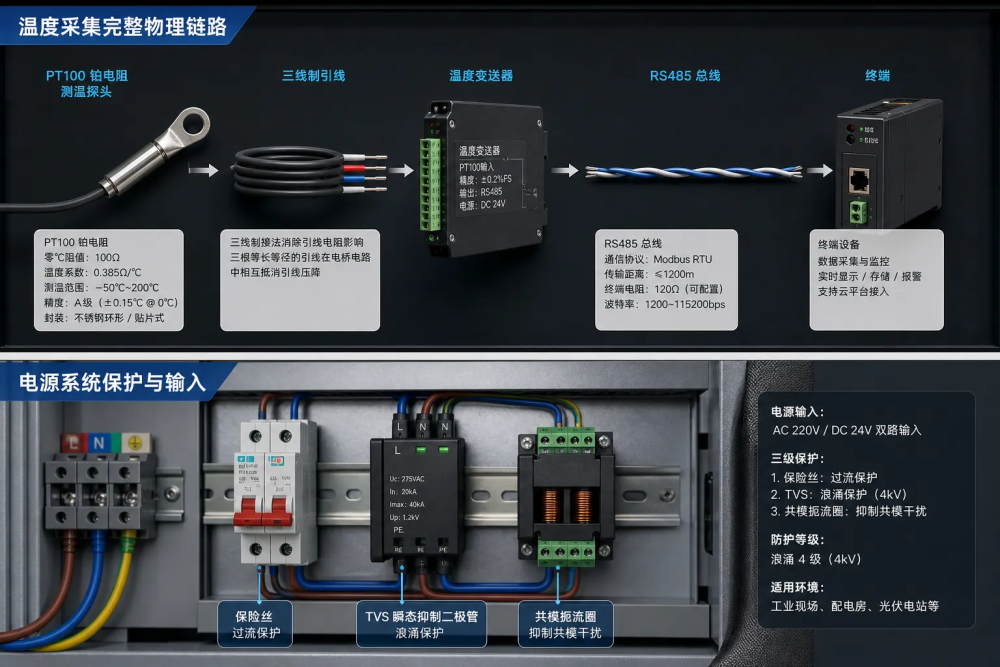 温度采集完整物理链路
PT100 铂电阻
测温探头
三线制引线
温度变送器
RS485 总线
终端
温度变送器
PT100输入
精度：±0.2%FS
输出：RS485
电源：DC 24V
PT100 铂电阻
零℃阻值：100Ω
温度系数：0.385Ω/℃
测温范围：−50℃~200℃
精度：A级（±0.15℃ @ 0℃）
封装：不锈钢环形 / 贴片式
三线制接法消除引线电阻影响
三根等长等径的引线在电桥电路
中相互抵消引线压降
RS485 总线
通信协议：Modbus RTU
传输距离：≤1200m
终端电阻：120Ω（可配置）
波特率：1200~115200bps
终端设备
数据采集与监控
实时显示 / 存储 / 报警
支持云平台接入
电源系统保护与输入
L
N
L
N
N
L
Uc: 275VAC
In: 20kA
Imax: 40kA
Up: 1.2kV
PE.
RE
RE
PE
保险丝
过流保护
TVS 瞬态抑制二极管
浪涌保护
共模扼流圈
抑制共模干扰
电源输入：
AC 220V / DC 24V 双路输入
三级保护：
1. 保险丝：过流保护
2. TVS：浪涌保护（4kV）
3. 共模扼流圈：抑制共模干扰
防护等级：
浪涌 4 级（4kV）
适用环境：
工业现场、配电房、光伏电站等